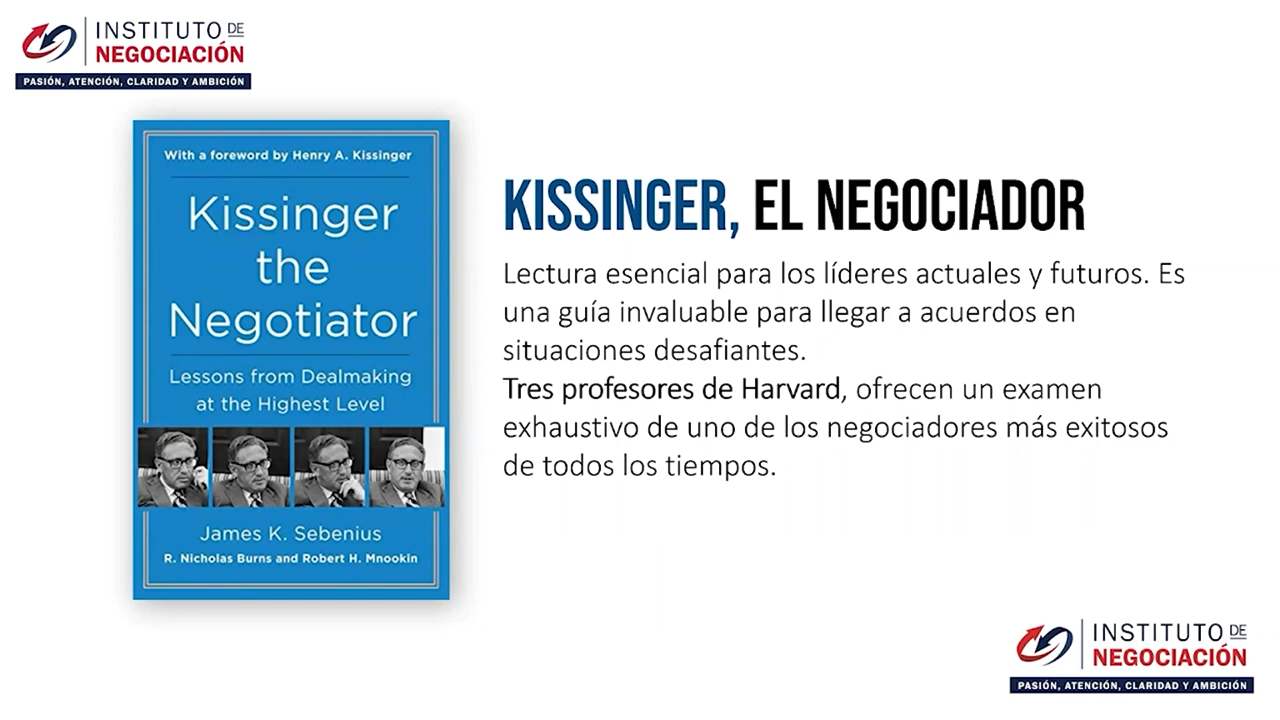 INSTITUTO DE
NEGOCIACIÓN
PASIÓN, ATENCIÓN, CLARIDAD Y AMBICIÓN
With a foreword by Henry A. Kissinger
Kissinger
the
Negotiator
Lessons from Dealmaking
at the Highest Level
James K. Sebenius
R. Nicholas Burns and Robert H. Mnookin
KISSINGER, EL NEGOCIADOR
Lectura esencial para los líderes actuales y futuros. Es
una guía invaluable para llegar a acuerdos en
situaciones desafiantes.
Tres profesores de Harvard, ofrecen un examen
exhaustivo de uno de los negociadores más exitosos
de todos los tiempos.
INSTITUTO DE
NEGOCIACIÓN
PASIÓN, ATENCIÓN, CLARIDAD Y AMBICIÓN